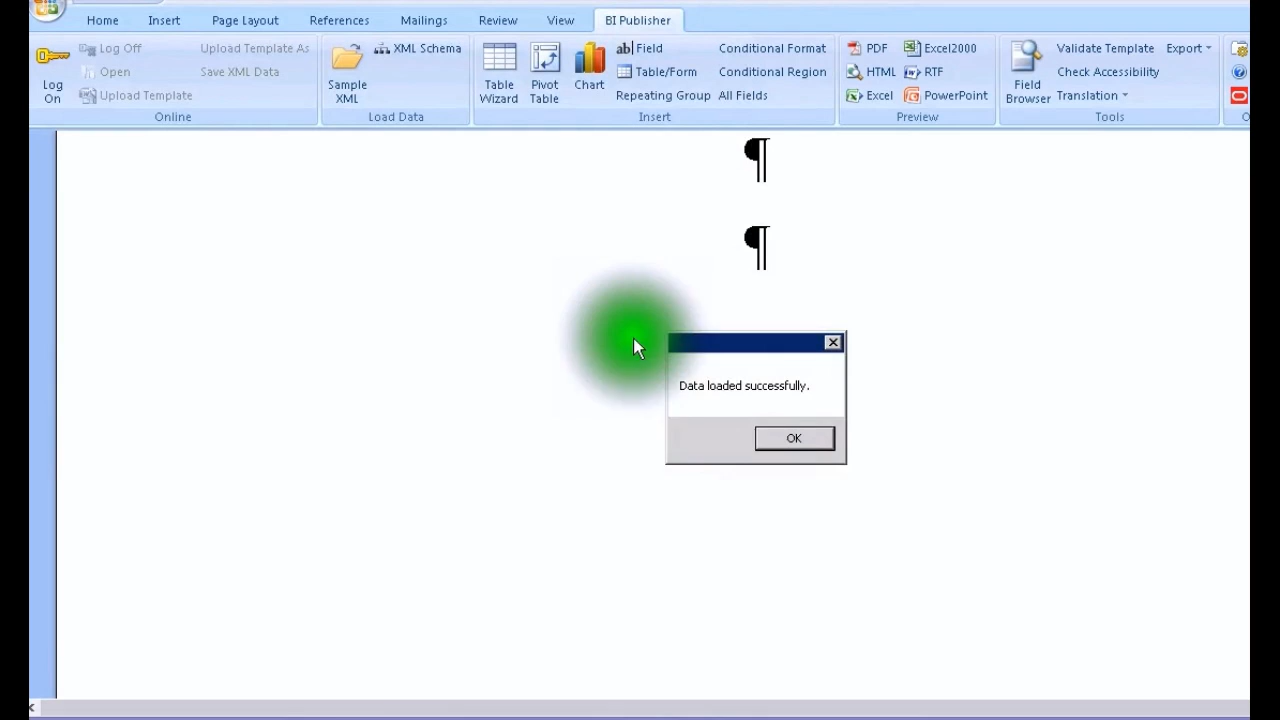 Home Insert Page Layout References Mailings Review View BI Publisher
Log Off Upload Template As XML Schema Field Conditional Format PDF Excel2000 Validate Template Export
Open Save XML Data Table/Form Conditional Region HTML RTF Check Accessibility
Log On Upload Template Sample XML Table Wizard Pivot Table Chart Repeating Group All Fields Excel PowerPoint Field Browser Translation
Online Load Data Insert Preview Tools
¶
¶
Data loaded successfully.
OK